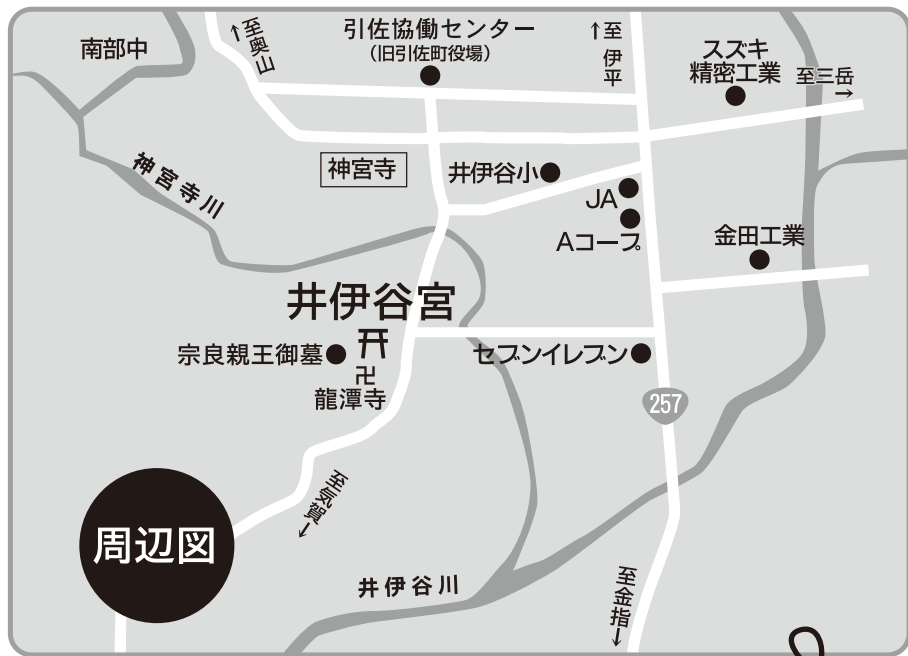 引佐協働センター
(旧引佐町役場)
↑至奥山
↑至 伊平
南部中
スズキ
精密工業
至三岳
→
神宮寺川
神宮寺
井伊谷小
JA
Aコープ
金田工業
井伊谷宮
宗良親王御墓
卍
龍潭寺
セブンイレブン
257
至気賀→
周辺図
井伊谷川
至金指→